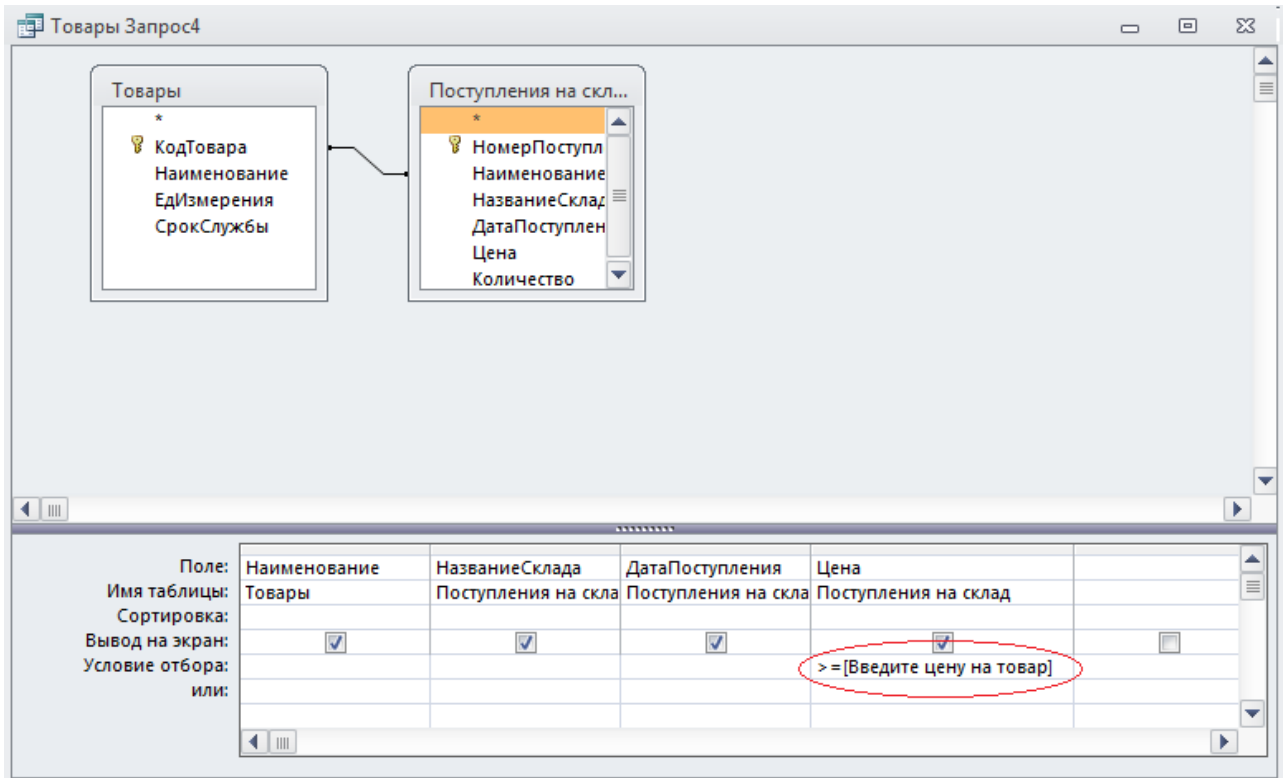 Товары Запрос4
Товары
*
КодТовара
Наименование
ЕдИзмерения
СрокСлужбы
Поступления на скл...
*
НомерПоступл
Наименование
НазваниеСклад
ДатаПоступлен
Цена
Количество
Поле: Наименование НазваниеСклада ДатаПоступления Цена
Имя таблицы: Товары Поступления на скла Поступления на скла Поступления на склад
Сортировка:
Вывод на экран:
Условие отбора: >=[Введите цену на товар]
или: